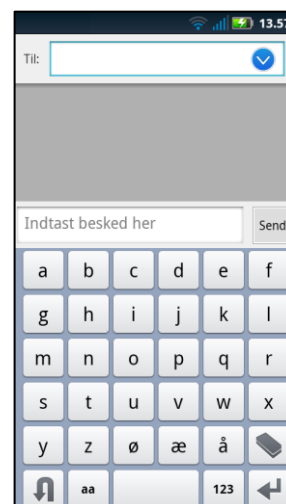 13.57
Til:
Indtast besked her Send
a b c d e f
g h i j k l
m n o p q r
s t u v w x
y z ø æ å
aa 123